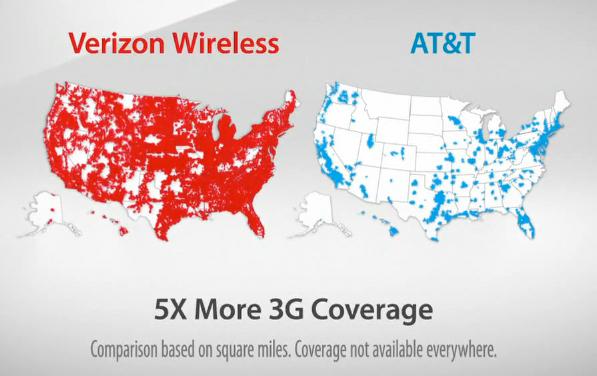 Verizon Wireless
AT&T
5X More 3G Coverage
Comparison based on square miles. Coverage not available everywhere.